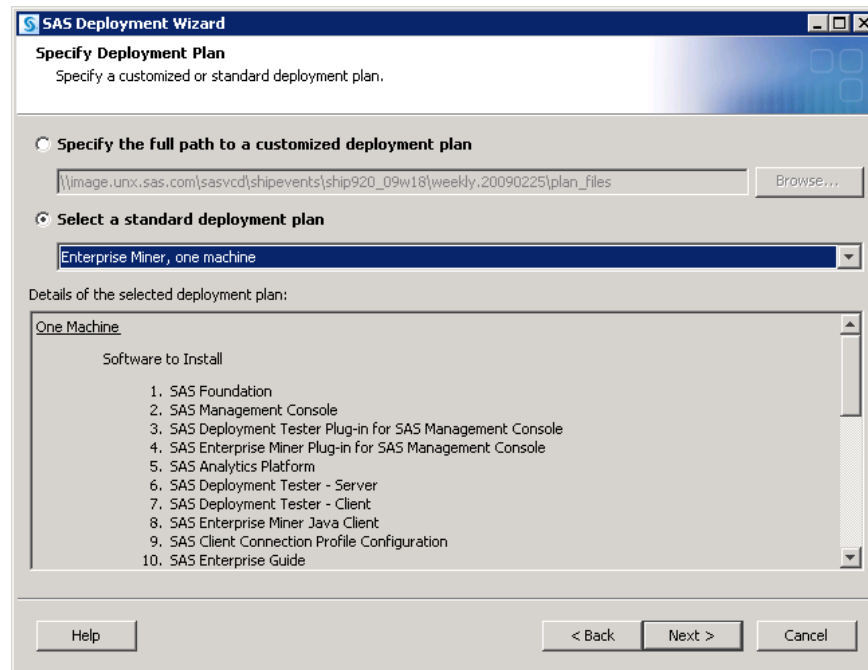 SAS Deployment Wizard
Specify Deployment Plan
Specify a customized or standard deployment plan.
Specify the full path to a customized deployment plan
\\image.unx.sas.com\sasvcd\shipevents\ship920_09w18\weekly.20090225\plan_files
Browse...
Select a standard deployment plan
Enterprise Miner, one machine
Details of the selected deployment plan:
One Machine
Software to Install
1. SAS Foundation
2. SAS Management Console
3. SAS Deployment Tester Plug-in for SAS Management Console
4. SAS Enterprise Miner Plug-in for SAS Management Console
5. SAS Analytics Platform
6. SAS Deployment Tester - Server
7. SAS Deployment Tester - Client
8. SAS Enterprise Miner Java Client
9. SAS Client Connection Profile Configuration
10. SAS Enterprise Guide
Help
< Back
Next >
Cancel